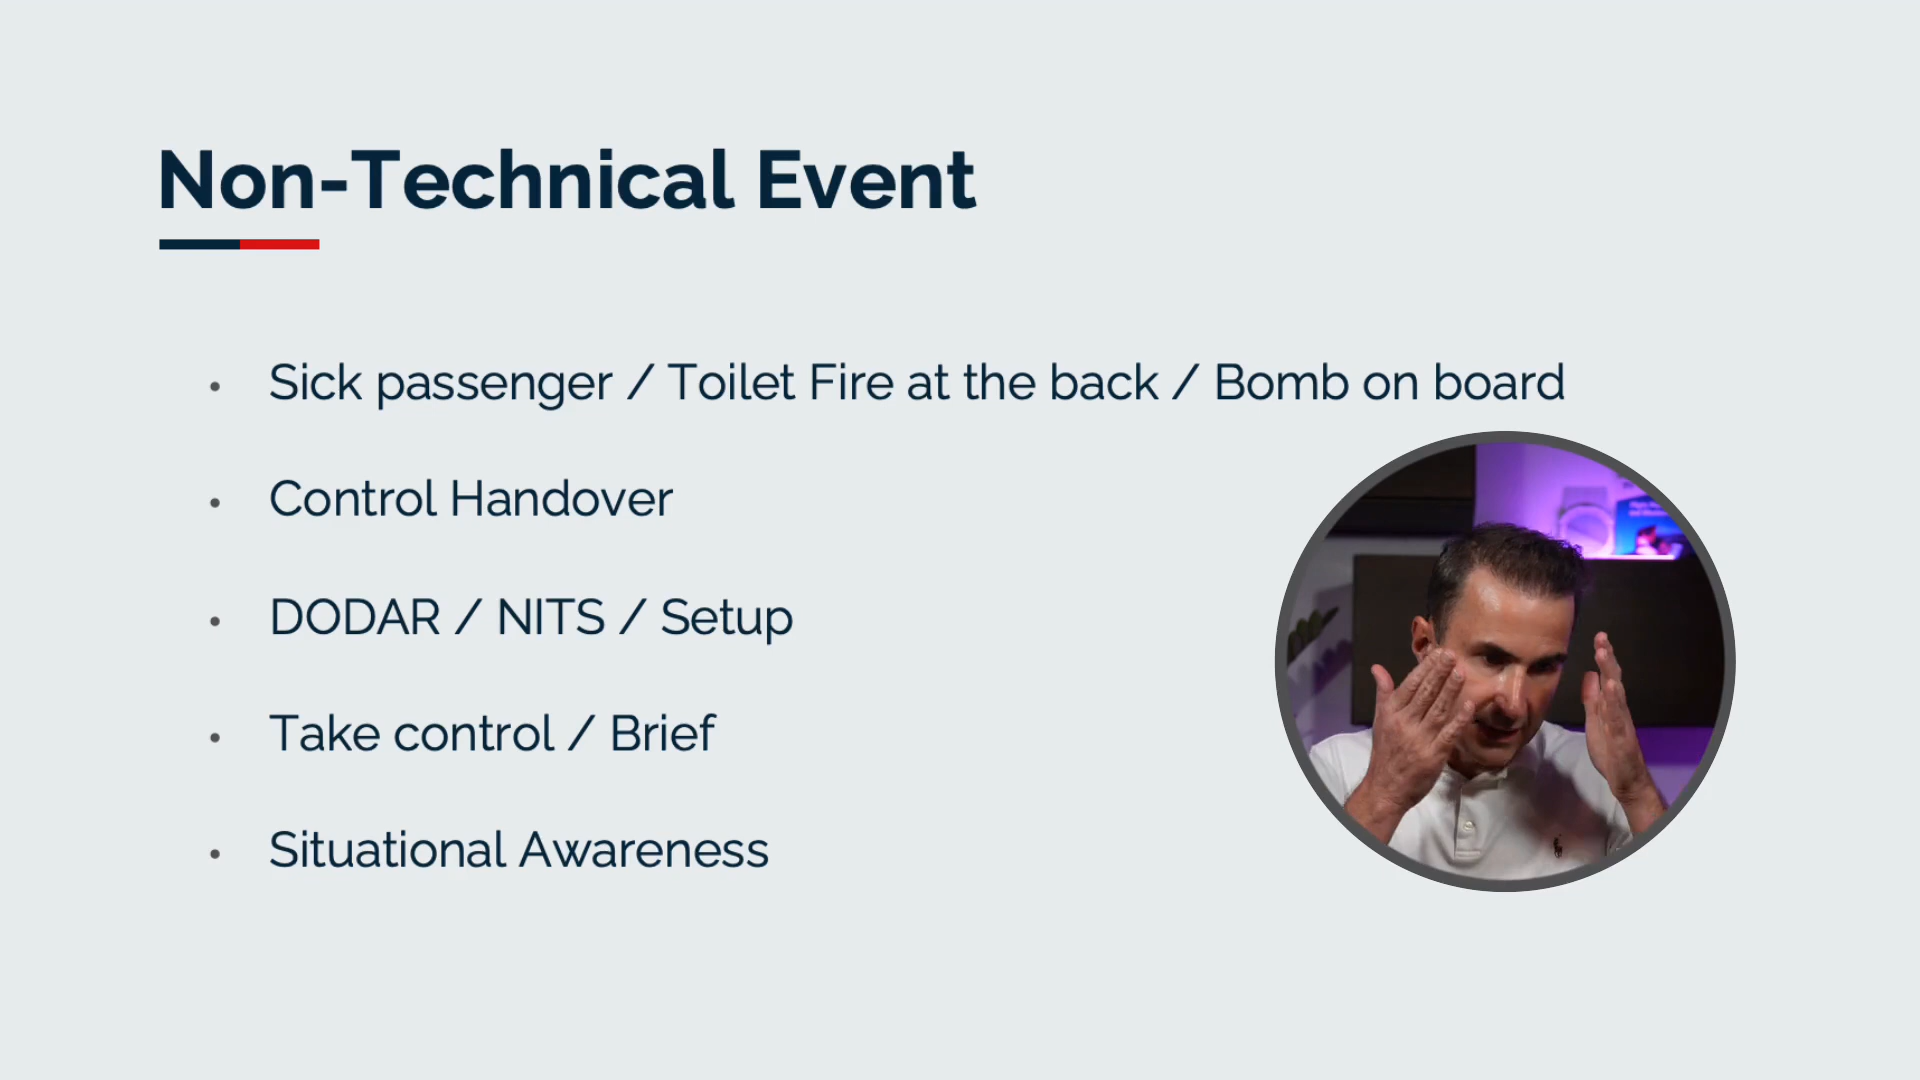 Non-Technical Event
Sick passenger / Toilet Fire at the back / Bomb on board
Control Handover
DODAR / NITS / Setup
Take control / Brief
Situational Awareness